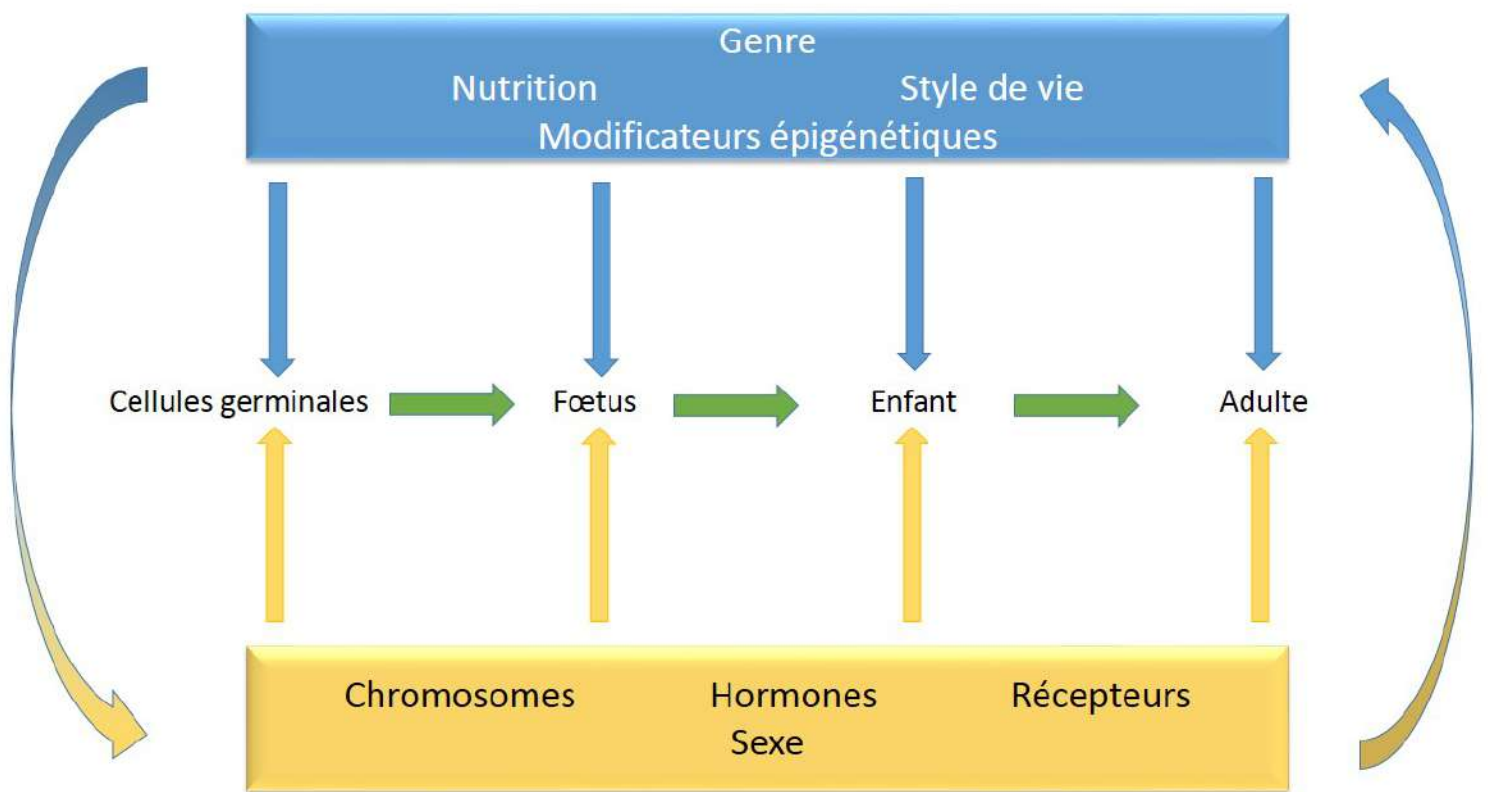 Genre
Nutrition Style de vie
Modificateurs épigénétiques
Cellules germinales Fœtus Enfant Adulte
Chromosomes Hormones Récepteurs
Sexe